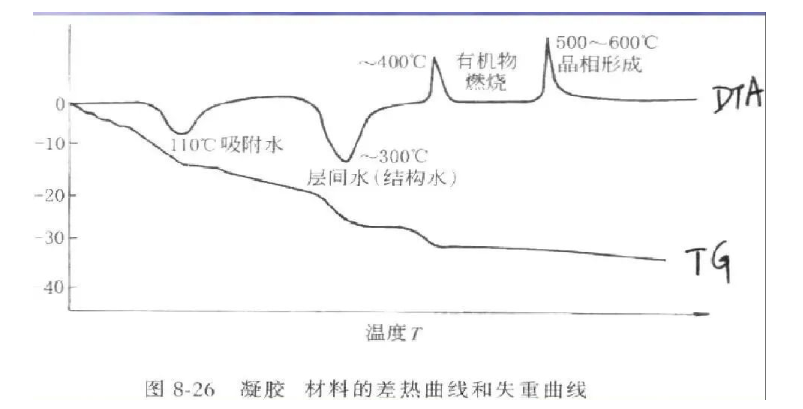 500～600℃
～400℃ 有机物 晶相形成
燃烧
DTA
0
110℃ 吸附水
-10
～300℃
层间水(结构水)
-20
-30
TG
40
温度T
图 8-26 凝胶 材料的差热曲线和失重曲线